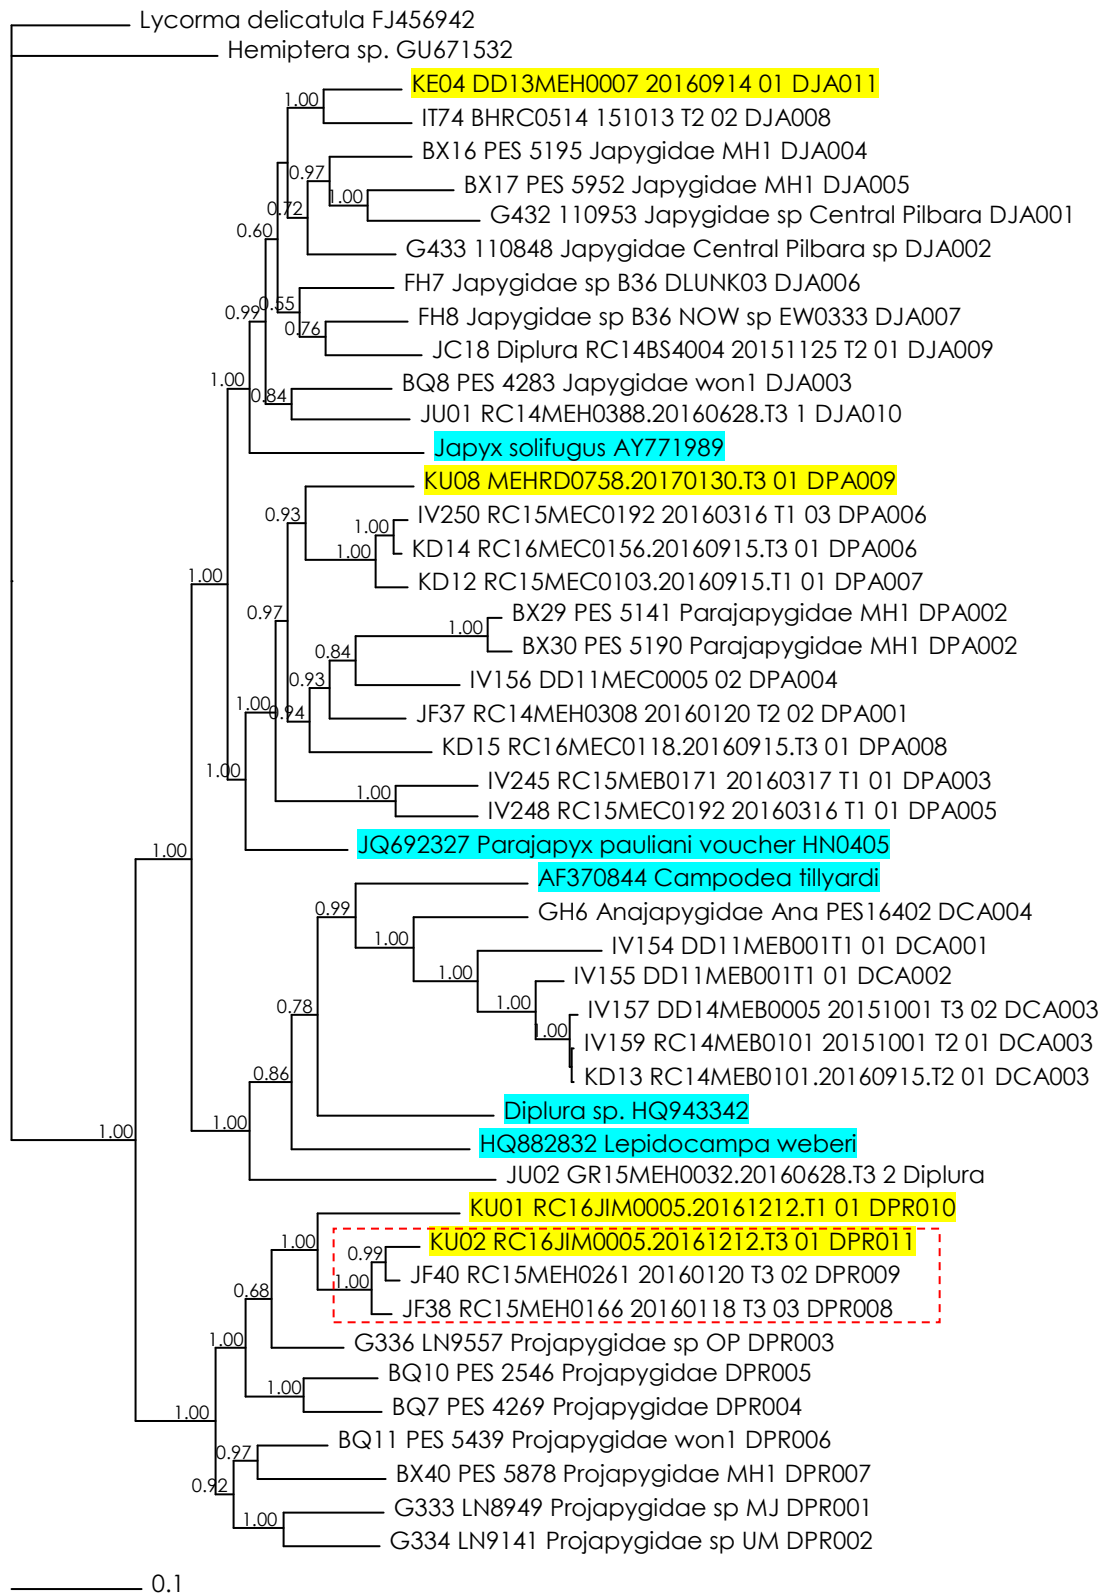 Lycorma delicatula FJ456942
Hemiptera sp. GU671532
KE04 DD13MEH0007 20160914 01 DJA011
1.00
IT74 BHRC0514 151013 T2 02 DJA008
BX16 PES 5195 Japygidae MH1 DJA004
0.97
BX17 PES 5952 Japygidae MH1 DJA005
1.00
0.72
G432 110953 Japygidae sp Central Pilbara DJA001
0.60
G433 110848 Japygidae Central Pilbara sp DJA002
FH7 Japygidae sp B36 DLUNK03 DJA006
0.99
0.55
FH8 Japygidae sp B36 NOW sp EW0333 DJA007
0.76
JC18 Diplura RC14BS4004 20151125 T2 01 DJA009
1.00
BQ8 PES 4283 Japygidae won1 DJA003
0.84
JU01 RC14MEH0388.20160628.T3 1 DJA010
Japyx solifugus AY771989
KU08 MEHRD0758.20170130.T3 01 DPA009
0.93
IV250 RC15MEC0192 20160316 T1 03 DPA006
1.00
KD14 RC16MEC0156.20160915.T3 01 DPA006
1.00
1.00
KD12 RC15MEC0103.20160915.T1 01 DPA007
0.97
BX29 PES 5141 Parajapygidae MH1 DPA002
1.00
BX30 PES 5190 Parajapygidae MH1 DPA002
0.84
0.93
IV156 DD11MEC0005 02 DPA004
1.00
0.94
JF37 RC14MEH0308 20160120 T2 02 DPA001
KD15 RC16MEC0118.20160915.T3 01 DPA008
1.00
IV245 RC15MEB0171 20160317 T1 01 DPA003
1.00
IV248 RC15MEC0192 20160316 T1 01 DPA005
1.00
JQ692327 Parajapyx pauliani voucher HN0405
AF370844 Campodea tillyardi
0.99
GH6 Anajapygidae Ana PES16402 DCA004
1.00
IV154 DD11MEB001T1 01 DCA001
1.00
IV155 DD11MEB001T1 01 DCA002
1.00
0.78
IV157 DD14MEB0005 20151001 T3 02 DCA003
1.00
IV159 RC14MEB0101 20151001 T2 01 DCA003
0.86
KD13 RC14MEB0101.20160915.T2 01 DCA003
Diplura sp. HQ943342
1.00
1.00
HQ882832 Lepidocampa weberi
JU02 GR15MEH0032.20160628.T3 2 Diplura
KU01 RC16JIM0005.20161212.T1 01 DPR010
1.00
KU02 RC16JIM0005.20161212.T3 01 DPR011
0.99
JF40 RC15MEH0261 20160120 T3 02 DPR009
1.00
0.68
JF38 RC15MEH0166 20160118 T3 03 DPR008
1.00
G336 LN9557 Projapygidae sp OP DPR003
BQ10 PES 2546 Projapygidae DPR005
1.00
BQ7 PES 4269 Projapygidae DPR004
1.00
BQ11 PES 5439 Projapygidae won1 DPR006
0.97
BX40 PES 5878 Projapygidae MH1 DPR007
0.92
G333 LN8949 Projapygidae sp MJ DPR001
1.00
G334 LN9141 Projapygidae sp UM DPR002
0.1